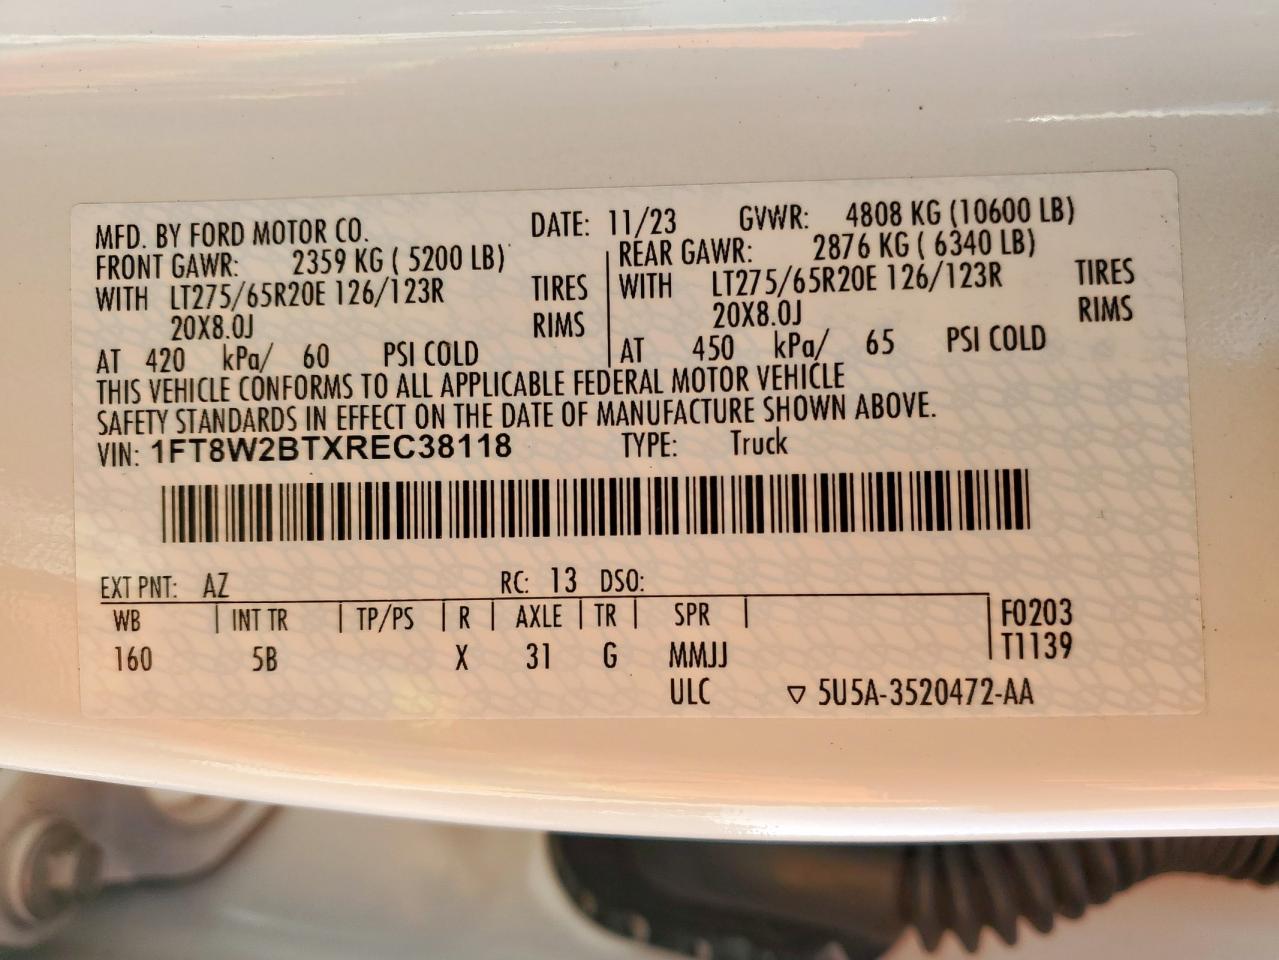 MFD. BY FORD MOTOR CO. DATE: 11/23 GVWR: 4808 KG (10600 LB)
FRONT GAWR: 2359 KG ( 5200 LB) REAR GAWR: 2876 KG ( 6340 LB)
WITH LT275/65R20E 126/123R TIRES WITH LT275/65R20E 126/123R TIRES
20X8.0J RIMS 20X8.0J RIMS
AT 420 kPa/ 60 PSI COLD AT 450 kPa/ 65 PSI COLD
THIS VEHICLE CONFORMS TO ALL APPLICABLE FEDERAL MOTOR VEHICLE
SAFETY STANDARDS IN EFFECT ON THE DATE OF MANUFACTURE SHOWN ABOVE.
VIN: 1FT8W2BTXREC38118 TYPE: Truck
EXT PNT: AZ RC: 13 DSO:
WB INT TR TP/PS R AXLE TR SPR F0203
160 5B X 31 G MMJJ T1139
ULC ▽ 5U5A-3520472-AA